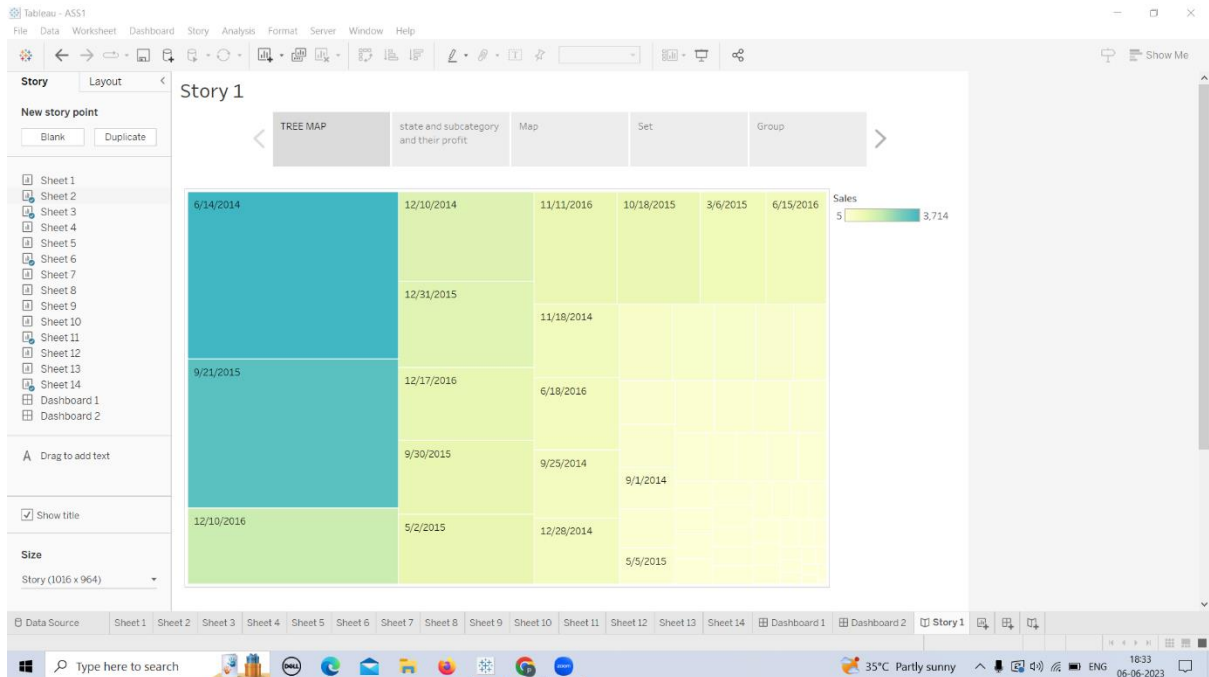 Tableau - ASS1
File Data Worksheet Dashboard Story Analysis Format Server Window Help
Show Me
Story Layout
New story point
Blank Duplicate
Sheet 1
Sheet 2
Sheet 3
Sheet 4
Sheet 5
Sheet 6
Sheet 7
Sheet 8
Sheet 9
Sheet 10
Sheet 11
Sheet 12
Sheet 13
Sheet 14
Dashboard 1
Dashboard 2
A Drag to add text
Show title
Size
Story (1016 x 964)
Story 1
TREE MAP
state and subcategory
and their profit
Map
Set
Group
6/14/2014
9/21/2015
12/10/2016
12/10/2014
12/31/2015
12/17/2016
9/30/2015
5/2/2015
11/11/2016
11/18/2014
6/18/2016
9/25/2014
12/28/2014
10/18/2015
3/6/2015
6/15/2016
9/1/2014
5/5/2015
Sales
5 3,714
Data Source Sheet 1 Sheet 2 Sheet 3 Sheet 4 Sheet 5 Sheet 6 Sheet 7 Sheet 8 Sheet 9 Sheet 10 Sheet 11 Sheet 12 Sheet 13 Sheet 14 Dashboard 1 Dashboard 2 Story 1
Type here to search
DELL
zoom
35°C Partly sunny
ENG
18:33
06-06-2023